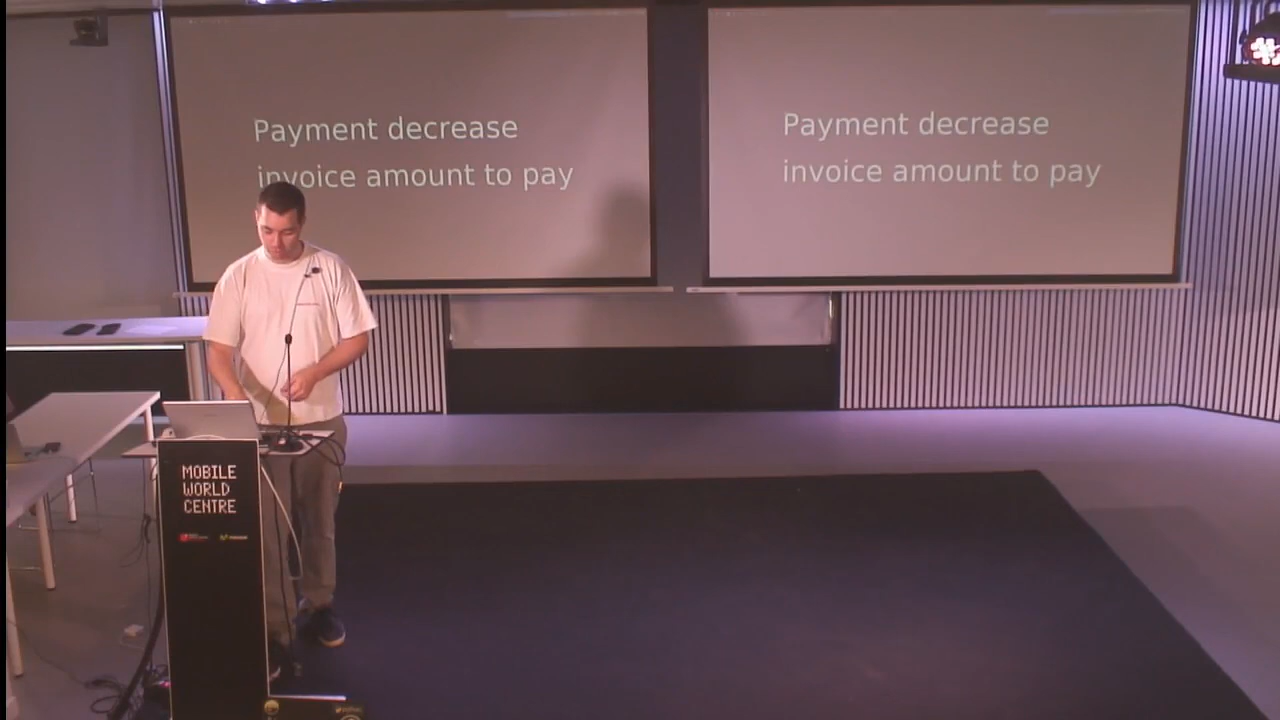 Payment decrease
invoice amount to pay
Payment decrease
invoice amount to pay
MOBILE
WORLD
CENTRE